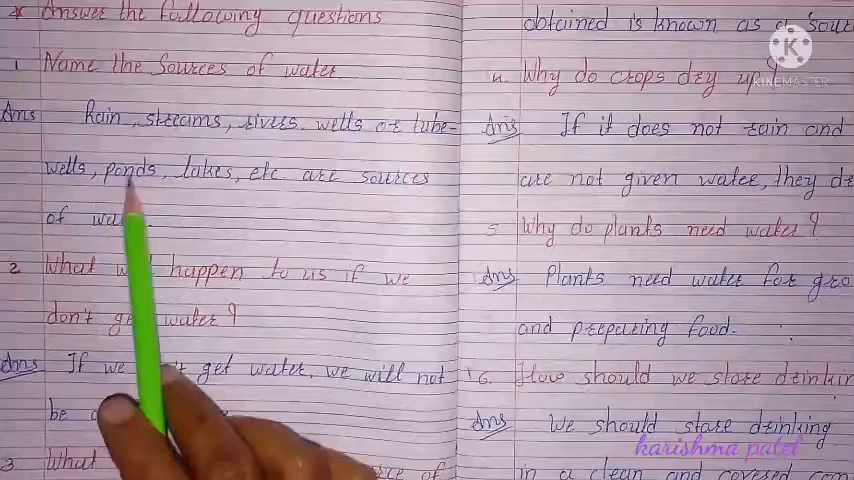 * Answer the following questions
1 Name the Sources of water.
Ans Rain, streams, rivers, wells or tube-
wells, ponds, lakes, etc. are sources
of
2 What happen to us if we
don't water?
Ans If we get water, we will not
be
3 What of
obtained is known as a
4. Why do crops dry up?
Ans If it does not rain and
are not given water, they
5 Why do plants need water?
Ans Plants need water for
and preparing food.
6. How should we store
Ans We should store drinking
in a clean and covered
K
KINEMASTER
karishma patel